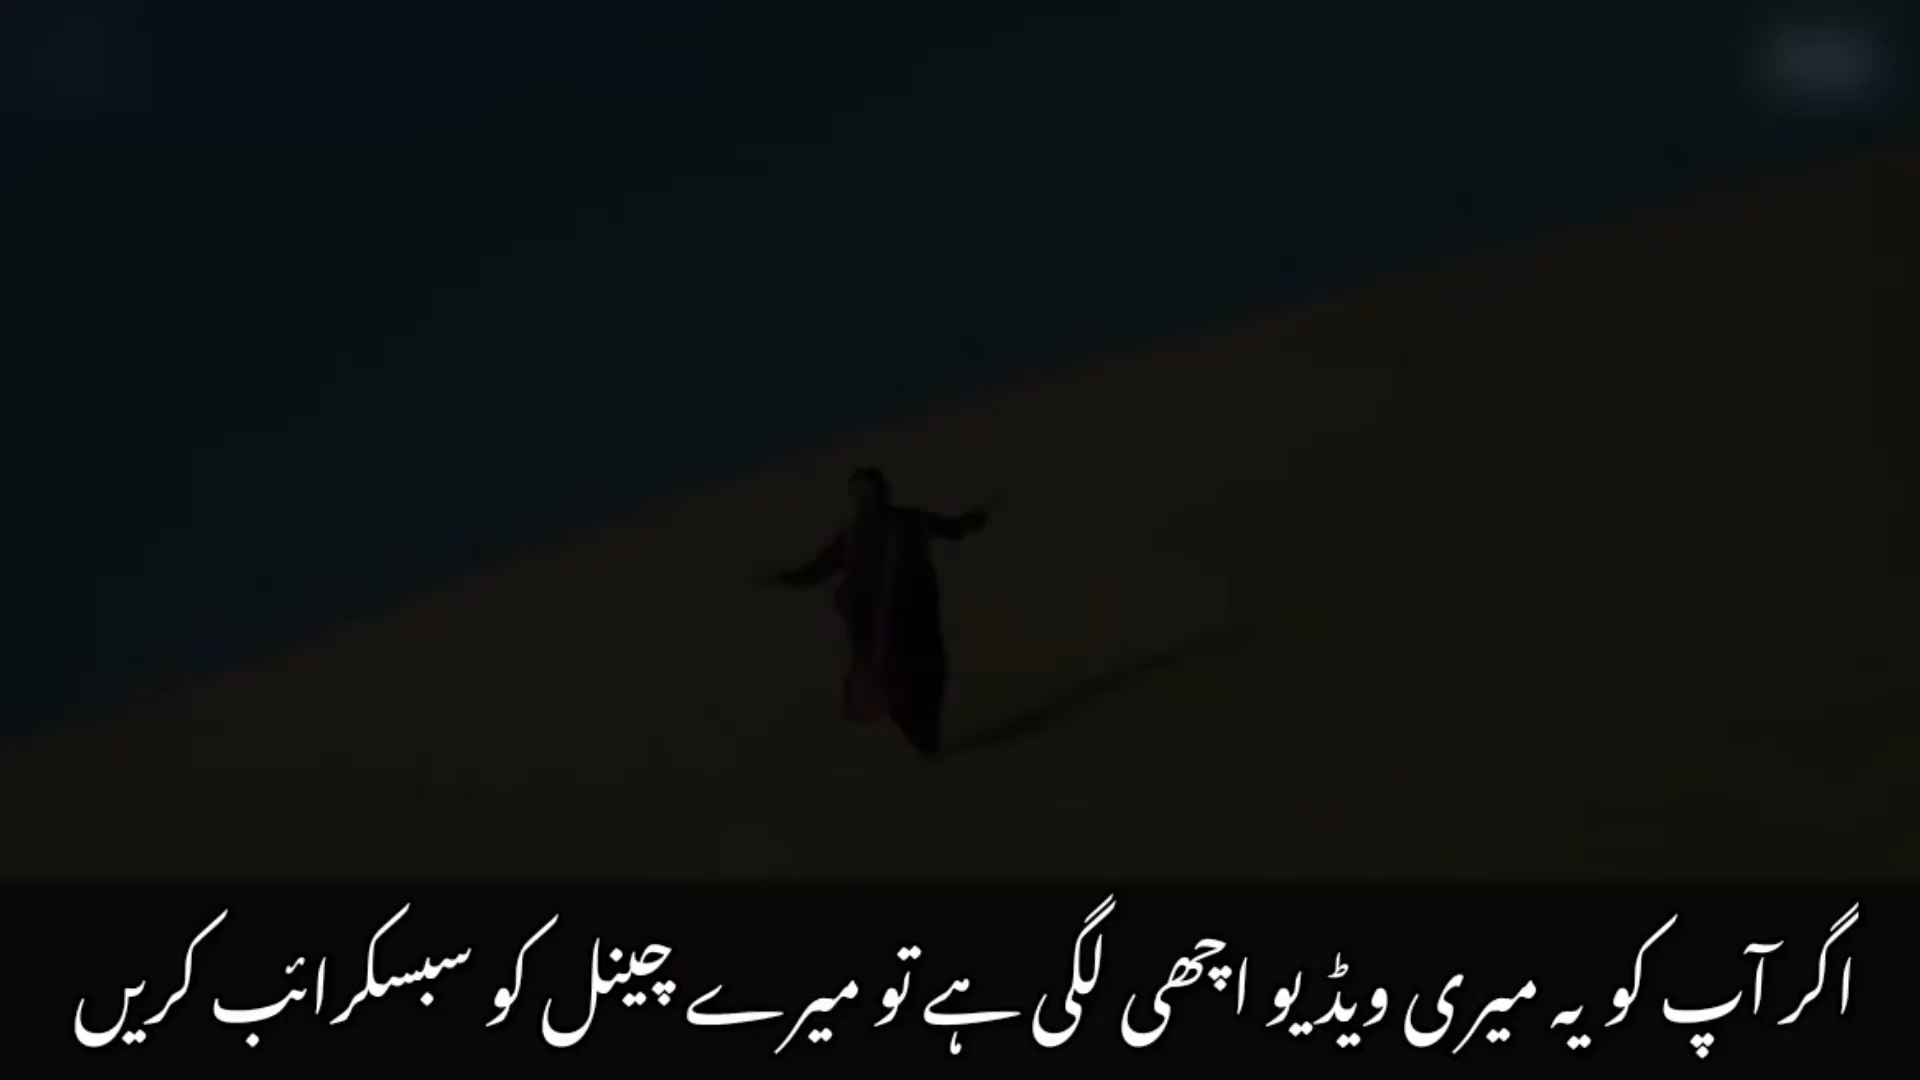 اگر آپ کو یہ میری ویڈیو اچھی لگی ہے تو میرے چینل کو سبسکرائب کریں